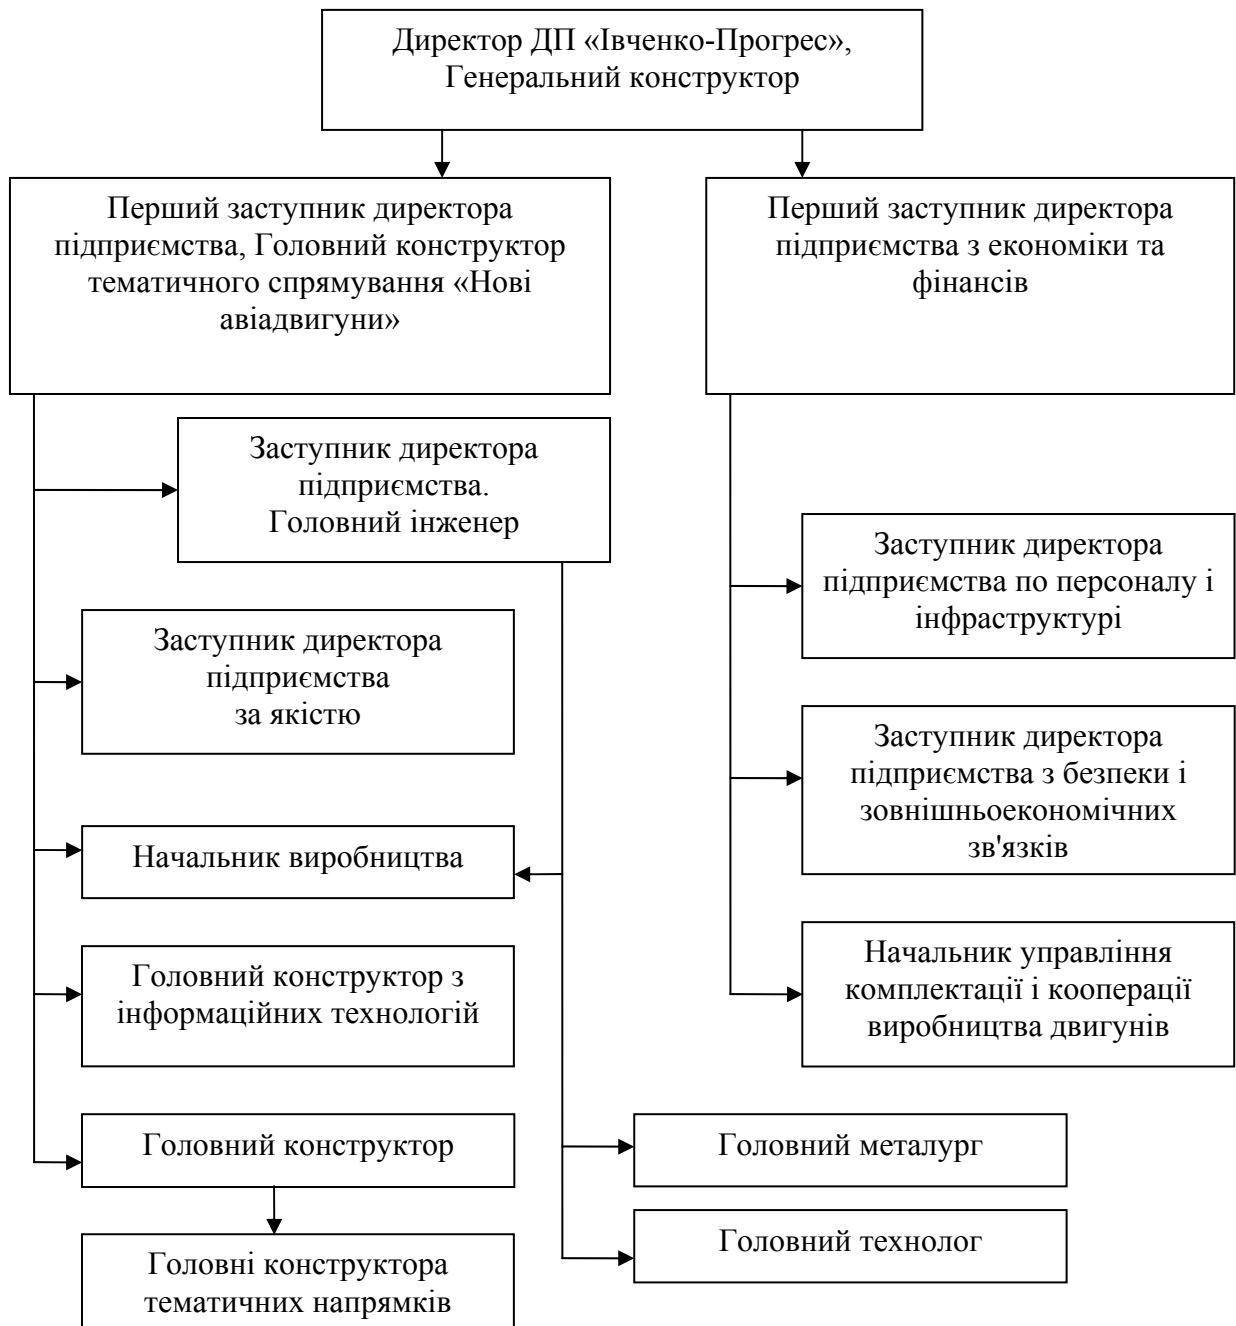 Директор ДП «Івченко-Прогрес»,
Генеральний конструктор
Перший заступник директора
підприємства, Головний конструктор
тематичного спрямування «Нові
авіадвигуни»
Перший заступник директора
підприємства з економіки та
фінансів
Заступник директора
підприємства.
Головний інженер
Заступник директора
підприємства по персоналу і
інфраструктурі
Заступник директора
підприємства
за якістю
Заступник директора
підприємства з безпеки і
зовнішньоекономічних
зв'язків
Начальник виробництва
Головний конструктор з
інформаційних технологій
Начальник управління
комплектації і кооперації
виробництва двигунів
Головний конструктор
Головний металург
Головний технолог
Головні конструктора
тематичних напрямків